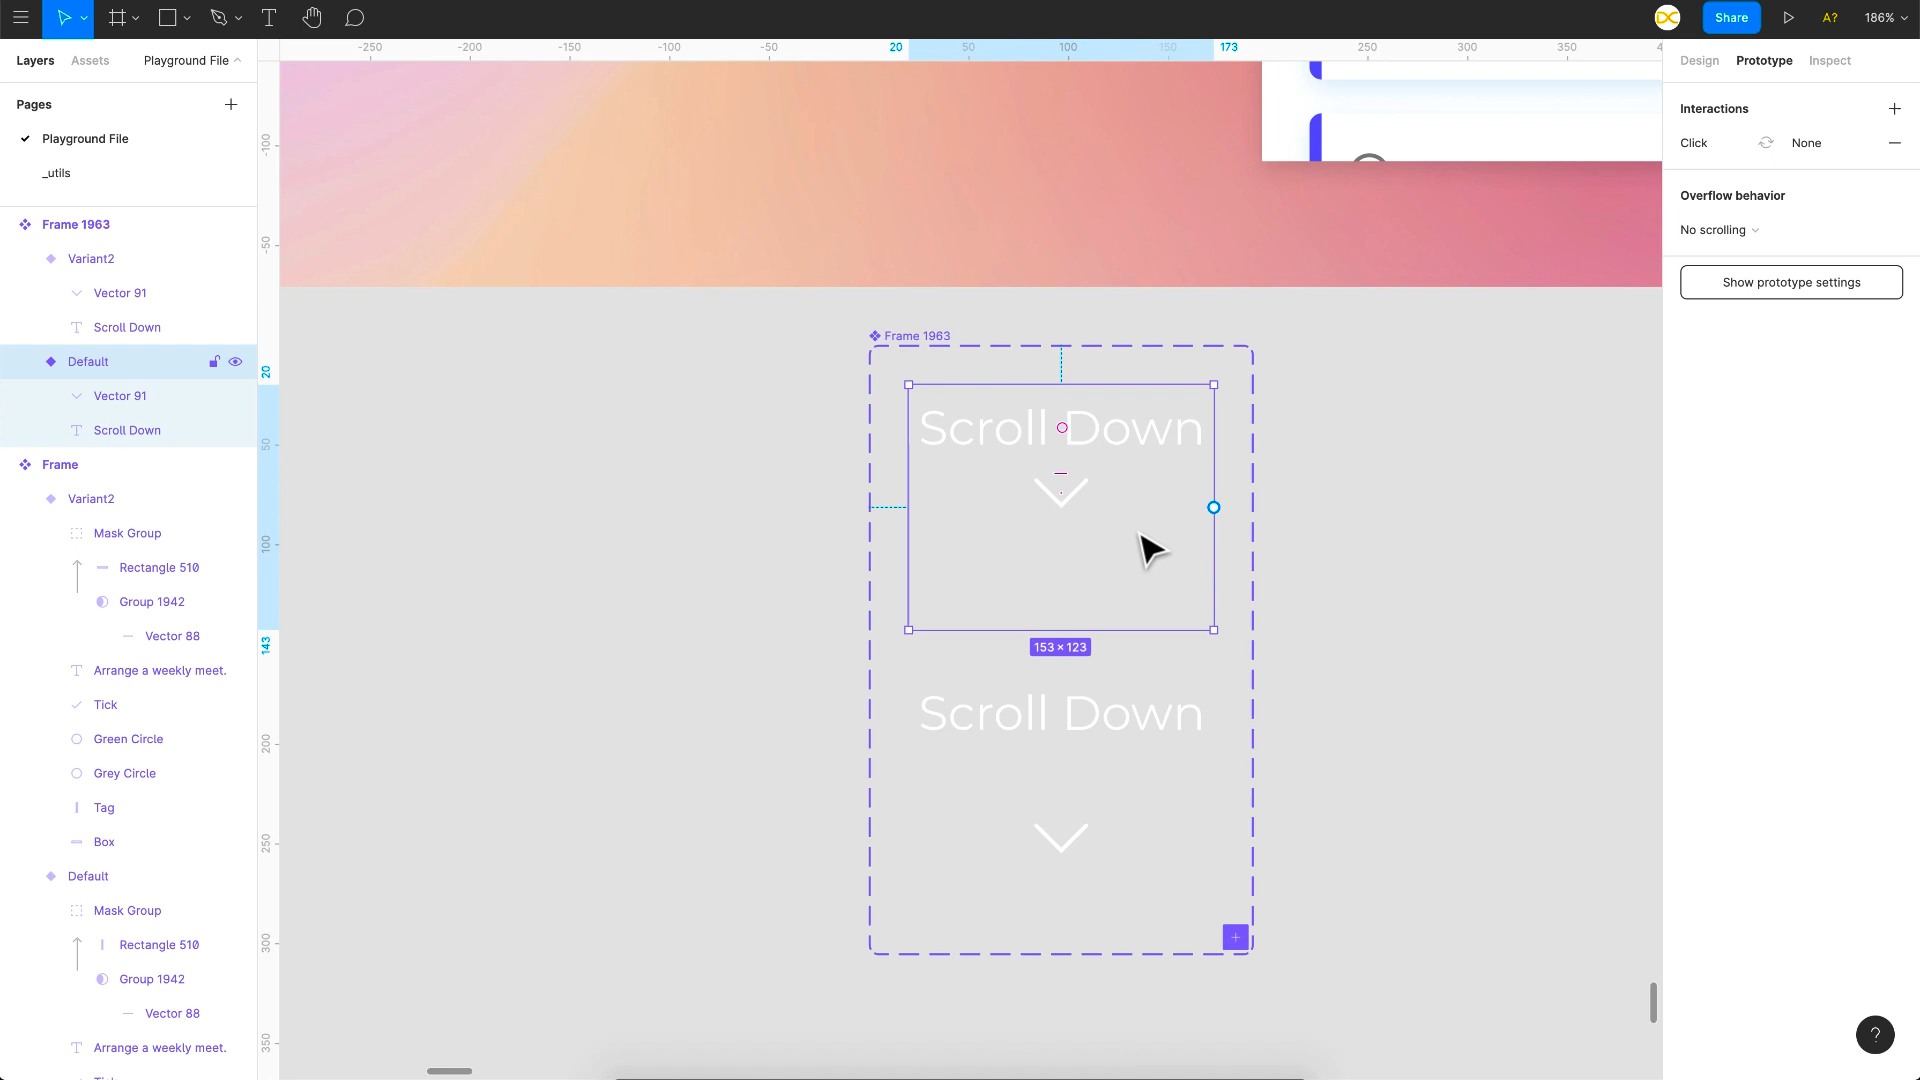 Share
A?
186%
Layers
Assets
Playground File
-250
-200
-150
-100
-50
20
50
100
150
173
250
300
350
Design
Prototype
Inspect
Pages
Playground File
_utils
Interactions
Click
None
Overflow behavior
No scrolling
Show prototype settings
Frame 1963
Variant2
Vector 91
Scroll Down
Default
Vector 91
Scroll Down
Frame
Variant2
Mask Group
Rectangle 510
Group 1942
Vector 88
Arrange a weekly meet.
Tick
Green Circle
Grey Circle
Tag
Box
Default
Mask Group
Rectangle 510
Group 1942
Vector 88
Arrange a weekly meet.
-100
-50
20
50
100
143
200
250
300
350
Frame 1963
Scroll Down
153 × 123
Scroll Down
?